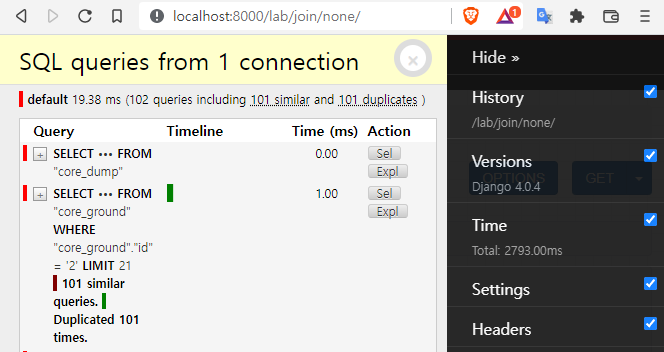 localhost:8000/lab/join/none/
1
SQL queries from 1 connection
default 19.38 ms (102 queries including 101 similar and 101 duplicates )
Query Timeline Time (ms) Action
+ SELECT ••• FROM 0.00 Sel
"core_dump" Expl
+ SELECT ••• FROM 1.00 Sel
"core_ground" Expl
WHERE
"core_ground"."id"
= '2' LIMIT 21
101 similar
queries.
Duplicated 101
times.
Hide »
History
/lab/join/none/
Versions
Django 4.0.4
OPTIONS GET
Time
Total: 2793.00ms
Settings
Headers